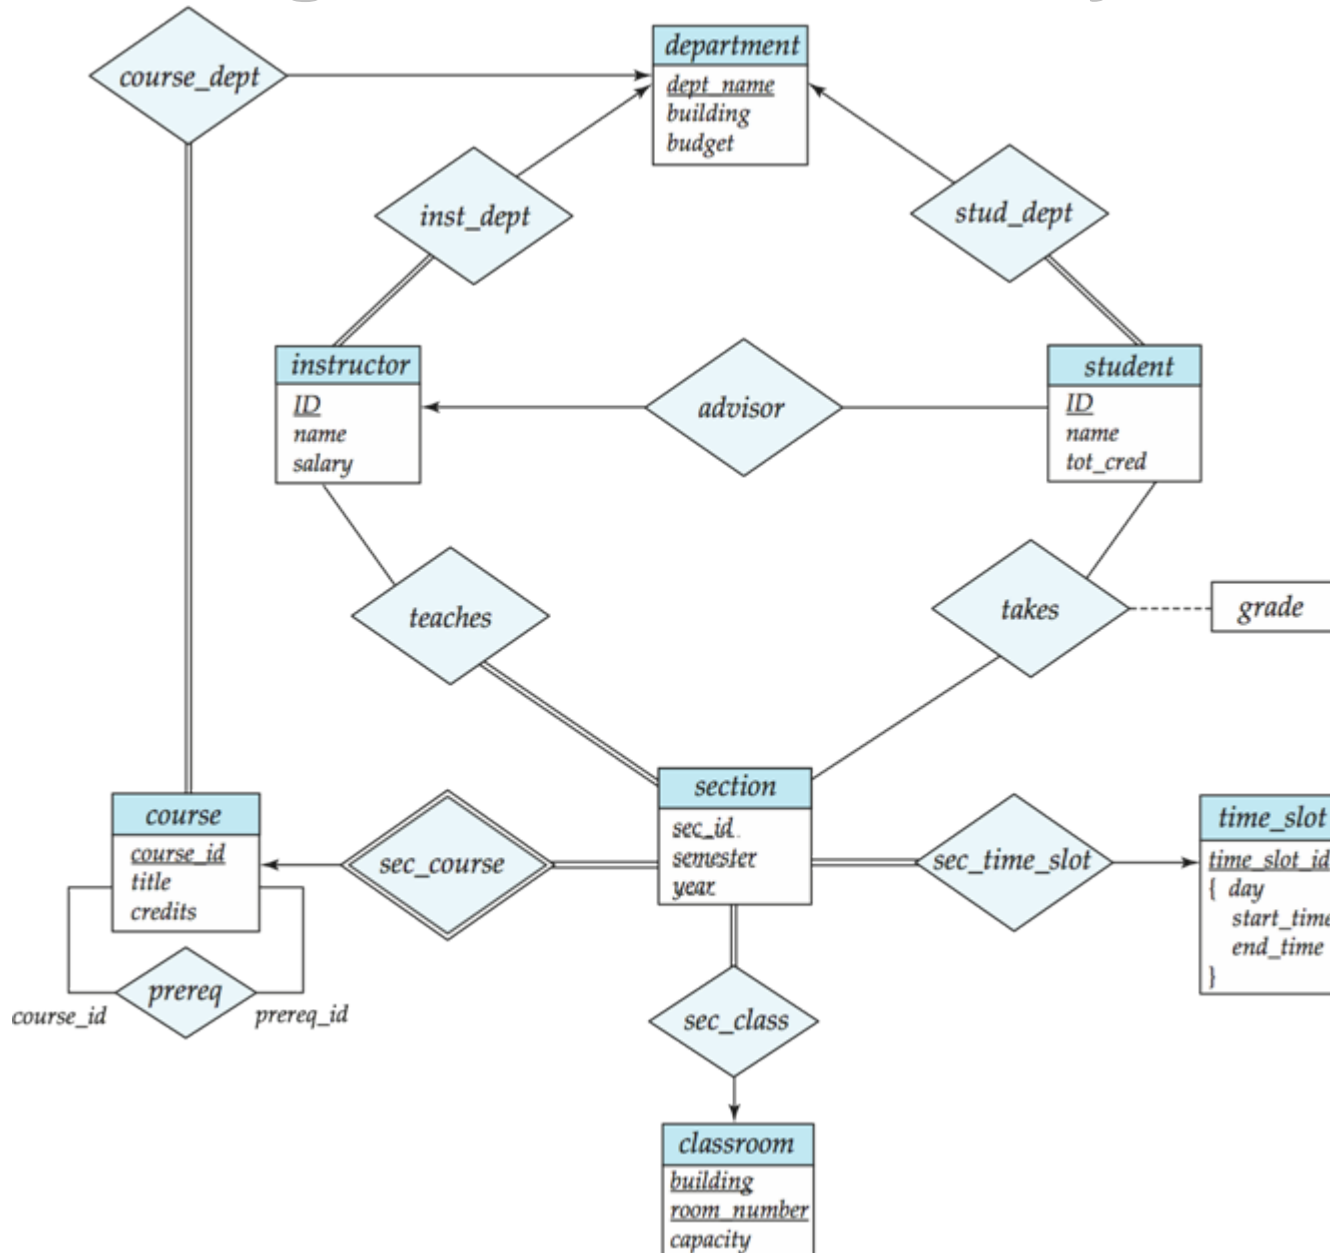 course_dept
department
dept_name
building
budget
inst_dept
stud_dept
instructor
ID
name
salary
advisor
student
ID
name
tot_cred
teaches
takes
grade
course
course_id
title
credits
sec_course
section
sec_id
semester
year
sec_time_slot
time_slot
time_slot_id
{ day
start_time
end_time
}
prereq
course_id
prereq_id
sec_class
classroom
building
room_number
capacity